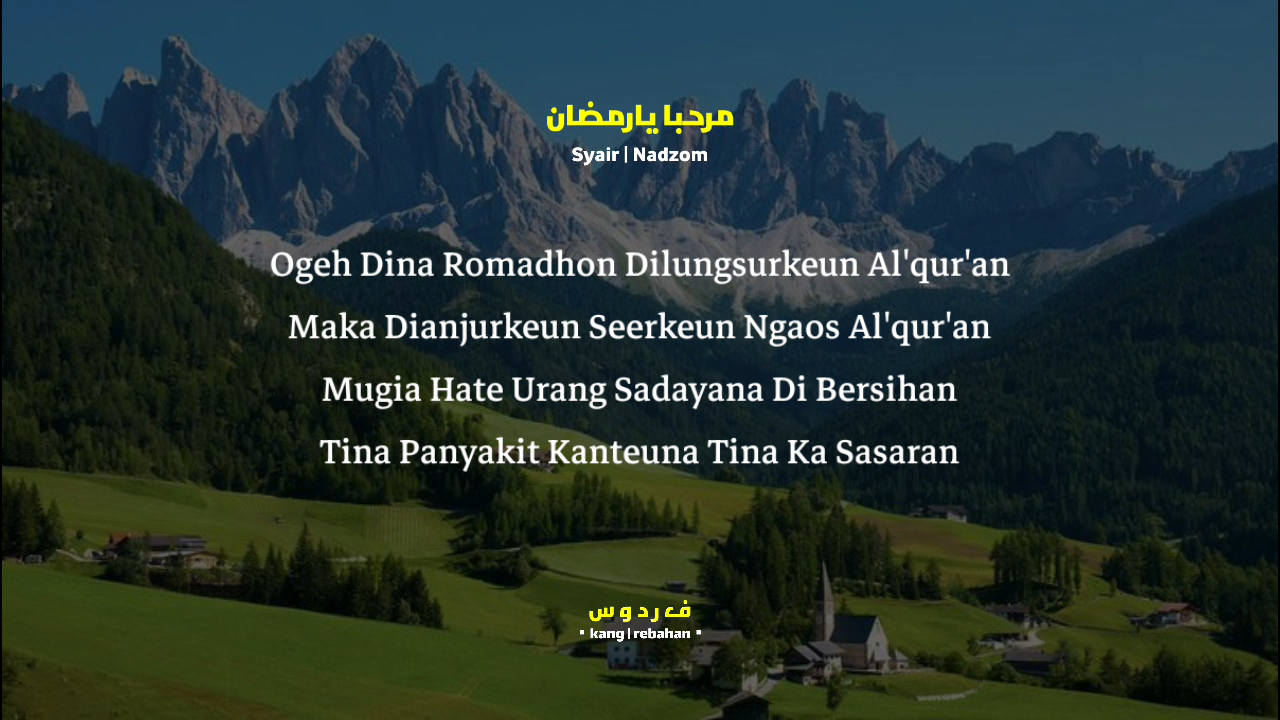 مرحبا يارمضان
Syair | Nadzom
Ogeh Dina Romadhon Dilungsurkeun Al'qur'an
Maka Dianjurkeun Seerkeun Ngaos Al'qur'an
Mugia Hate Urang Sadayana Di Bersihan
Tina Panyakit Kanteuna Tina Ka Sasaran
فے ر د و س
▪ kang | rebahan ▪